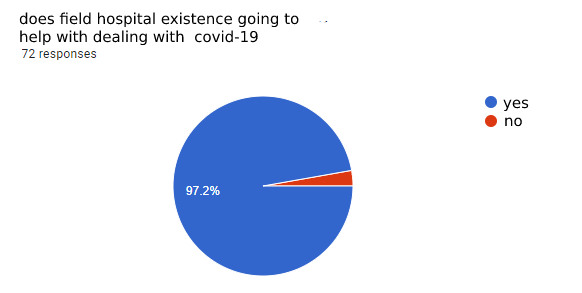 does field hospital existence going to
help with dealing with covid-19
72 responses
yes
no
97.2%